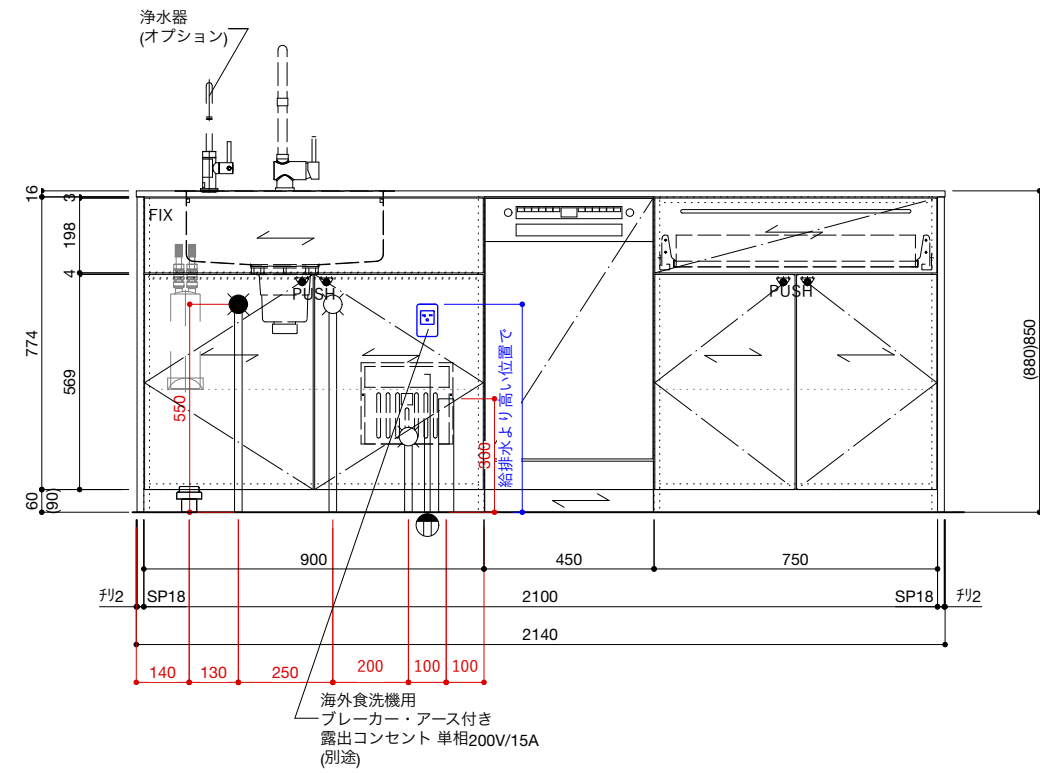 浄水器
(オプション)
16
3
FIX
198
4
PUSH
PUSH
774
569
550
300
給排水より高い位置で
(880)850
60
(90)
900
450
750
ﾁﾘ2
SP18
2100
SP18
ﾁﾘ2
2140
140
130
250
200
100
100
海外食洗機用
ブレーカー・アース付き
露出コンセント 単相200V/15A
(別途)